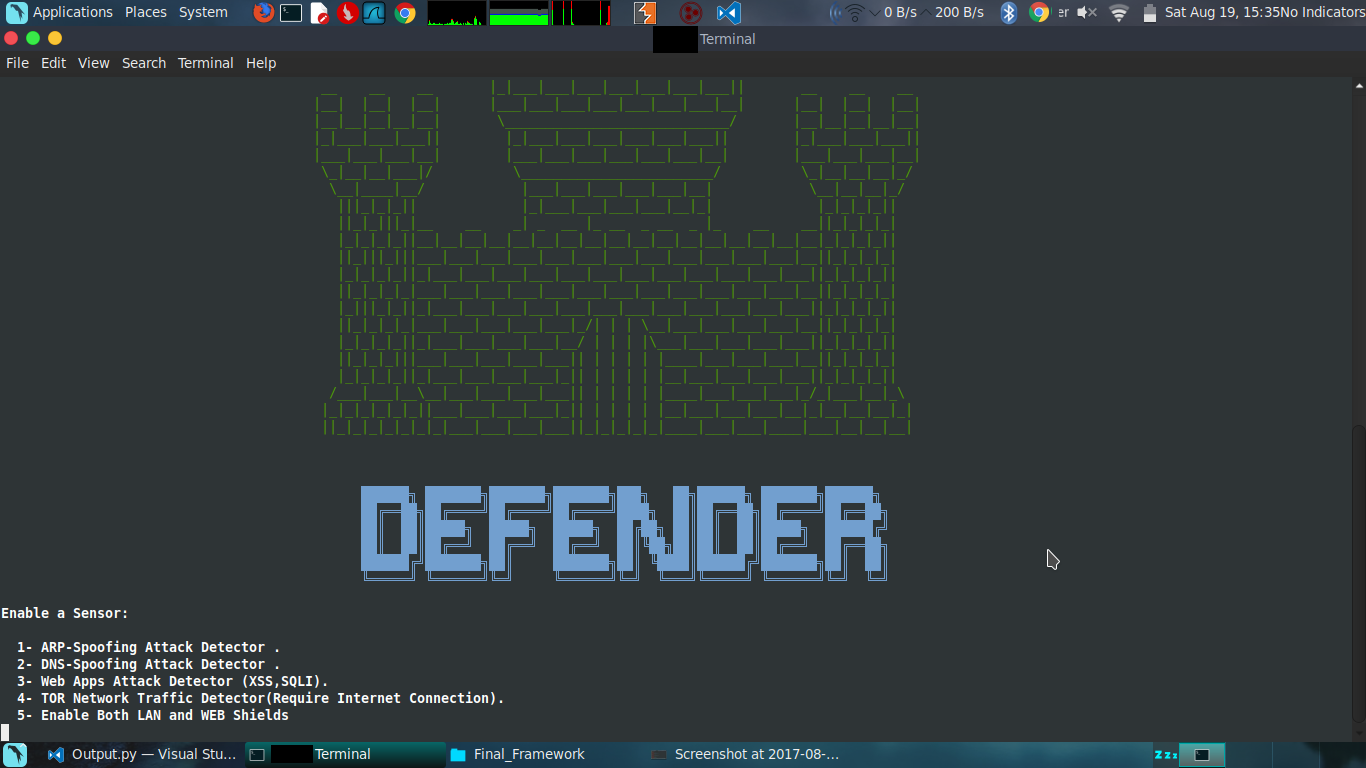 Applications Places System 0 B/s 200 B/s er Sat Aug 19, 15:35No Indicators
Terminal
File Edit View Search Terminal Help
DEFENDER
Enable a Sensor:
1- ARP-Spoofing Attack Detector .
2- DNS-Spoofing Attack Detector .
3- Web Apps Attack Detector (XSS,SQLI).
4- TOR Network Traffic Detector(Require Internet Connection).
5- Enable Both LAN and WEB Shields
Output.py — Visual Stu... Terminal Final_Framework Screenshot at 2017-08-... zzz